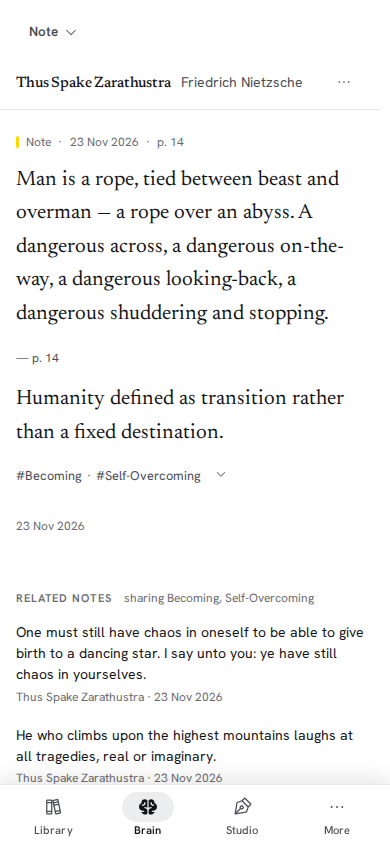 Note
Thus Spake Zarathustra Friedrich Nietzsche ···
Note · 23 Nov 2026 · p. 14
Man is a rope, tied between beast and
overman — a rope over an abyss. A
dangerous across, a dangerous on-the-
way, a dangerous looking-back, a
dangerous shuddering and stopping.
— p. 14
Humanity defined as transition rather
than a fixed destination.
#Becoming · #Self-Overcoming
23 Nov 2026
RELATED NOTES sharing Becoming, Self-Overcoming
One must still have chaos in oneself to be able to give
birth to a dancing star. I say unto you: ye have still
chaos in yourselves.
Thus Spake Zarathustra · 23 Nov 2026
He who climbs upon the highest mountains laughs at
all tragedies, real or imaginary.
Thus Spake Zarathustra · 23 Nov 2026
Library Brain Studio More